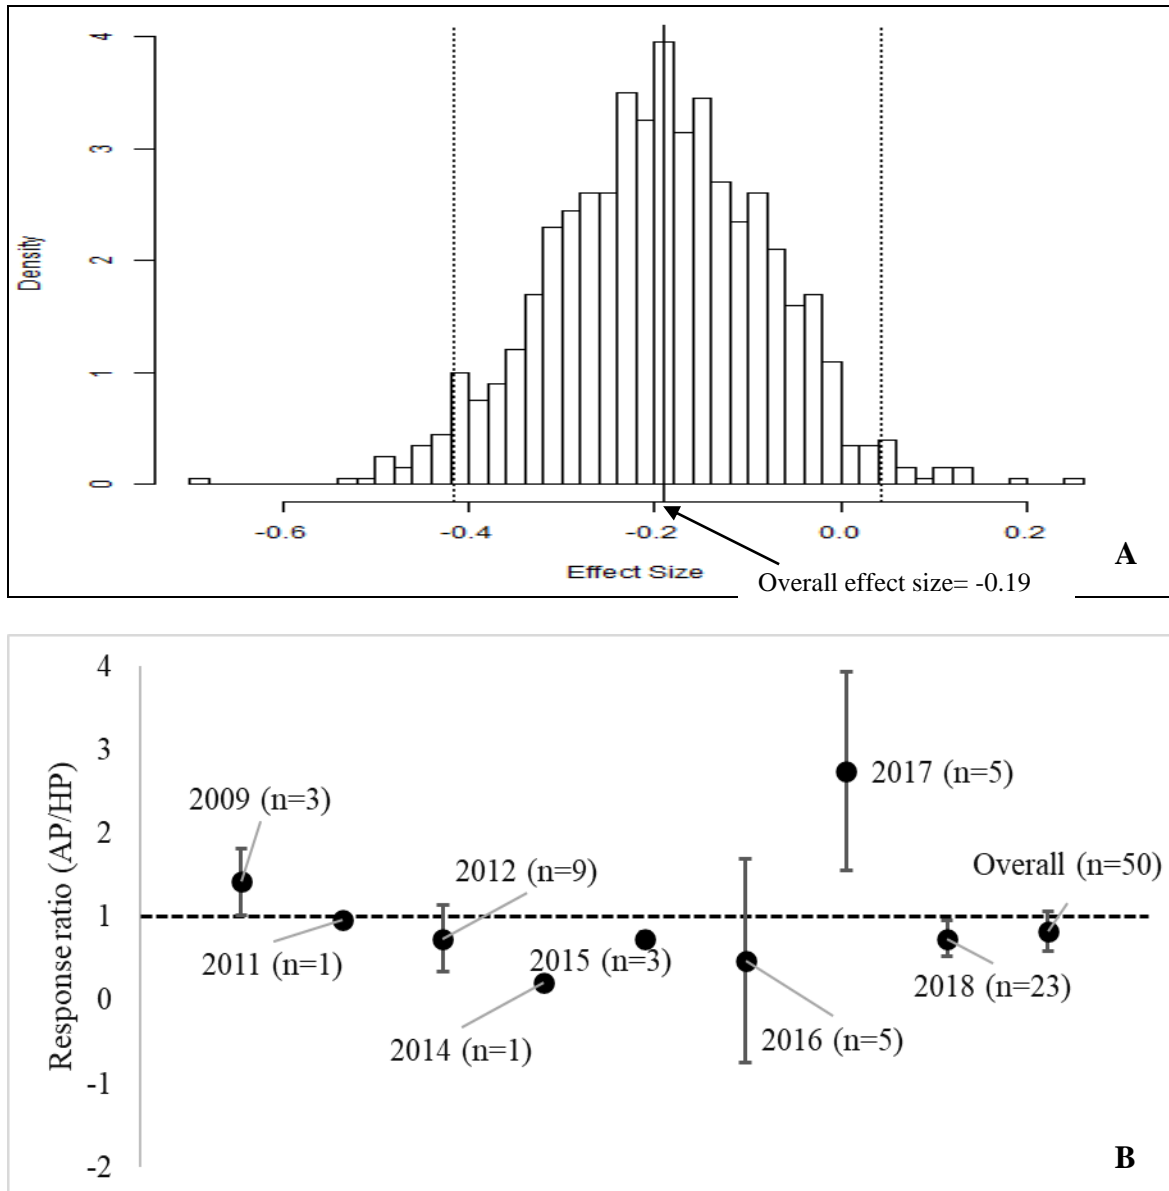 4
3
2
1
0
Density
-0.6 -0.4 -0.2 0.0 0.2
Effect Size
Overall effect size= -0.19
A
4
3
2
1
0
-1
-2
Response ratio (AP/HP)
2009 (n=3)
2011 (n=1)
2012 (n=9)
2014 (n=1)
2015 (n=3)
2016 (n=5)
2017 (n=5)
2018 (n=23)
Overall (n=50)
B